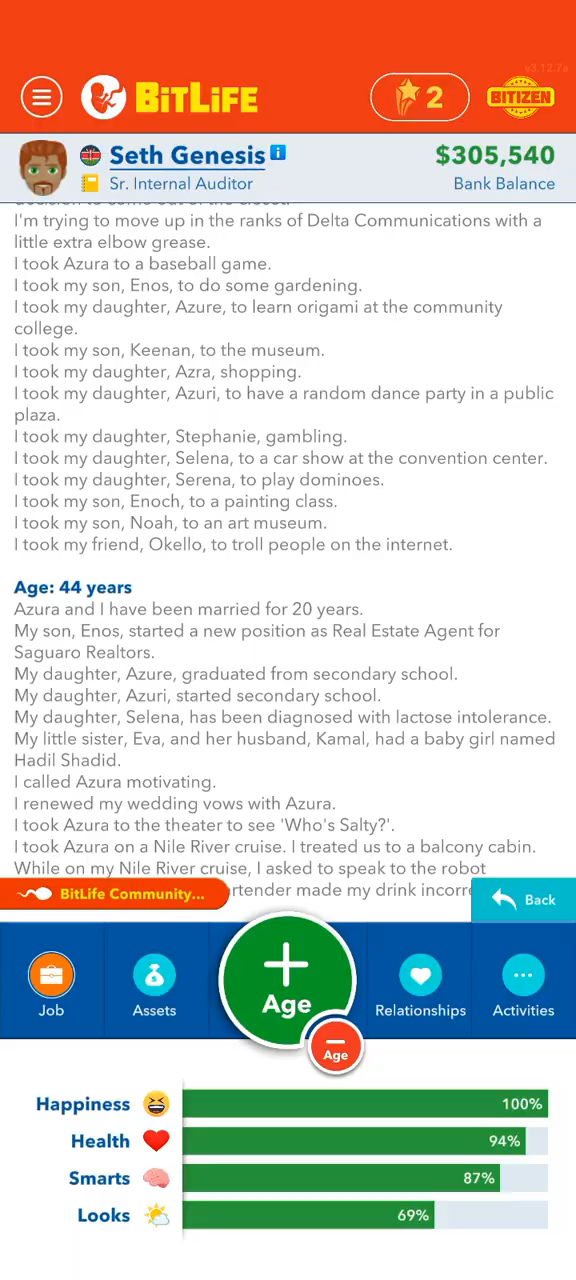 v3.12.7a
BITLIFE
2
BITIZEN
Seth Genesis i
$305,540
Sr. Internal Auditor
Bank Balance
decision to come out of the closet.
I'm trying to move up in the ranks of Delta Communications with a
little extra elbow grease.
I took Azura to a baseball game.
I took my son, Enos, to do some gardening.
I took my daughter, Azure, to learn origami at the community
college.
I took my son, Keenan, to the museum.
I took my daughter, Azra, shopping.
I took my daughter, Azuri, to have a random dance party in a public
plaza.
I took my daughter, Stephanie, gambling.
I took my daughter, Selena, to a car show at the convention center.
I took my daughter, Serena, to play dominoes.
I took my son, Enoch, to a painting class.
I took my son, Noah, to an art museum.
I took my friend, Okello, to troll people on the internet.
Age: 44 years
Azura and I have been married for 20 years.
My son, Enos, started a new position as Real Estate Agent for
Saguaro Realtors.
My daughter, Azure, graduated from secondary school.
My daughter, Azuri, started secondary school.
My daughter, Selena, has been diagnosed with lactose intolerance.
My little sister, Eva, and her husband, Kamal, had a baby girl named
Hadil Shadid.
I called Azura motivating.
I renewed my wedding vows with Azura.
I took Azura to the theater to see 'Who's Salty?'.
I took Azura on a Nile River cruise. I treated us to a balcony cabin.
While on my Nile River cruise, I asked to speak to the robot
BitLife Community... made my drink
Back
Age
Job
Assets
Relationships
Activities
Age
Happiness 100%
Health 94%
Smarts 87%
Looks 69%